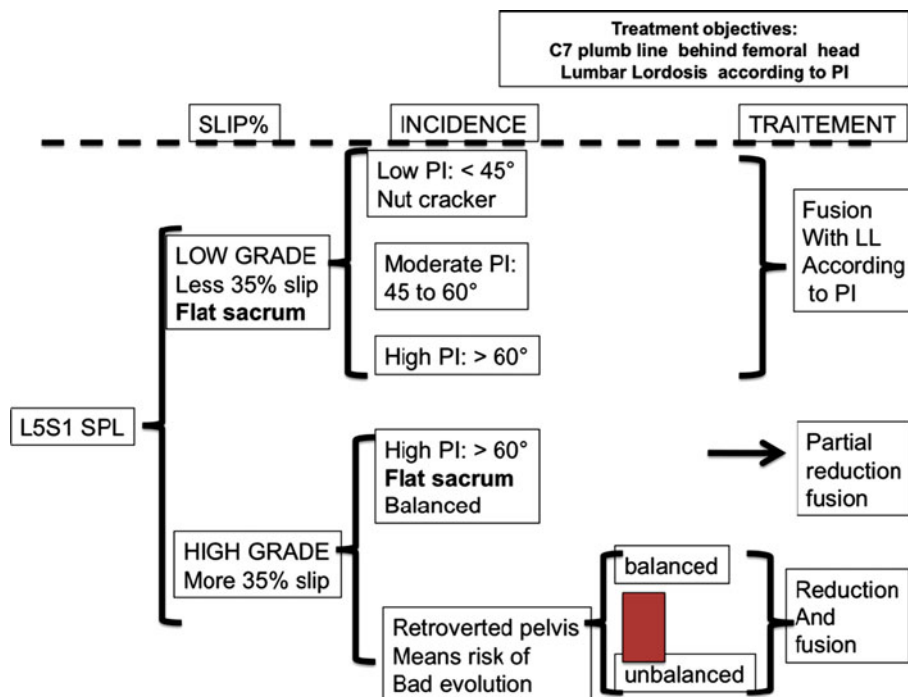 Treatment objectives:
C7 plumb line behind femoral head
Lumbar Lordosis according to PI
SLIP%
INCIDENCE
TRAITEMENT
Low PI: < 45°
Nut cracker
LOW GRADE
Less 35% slip
Flat sacrum
Moderate PI:
45 to 60°
High PI: > 60°
Fusion
With LL
According
to PI
L5S1 SPL
High PI: > 60°
Flat sacrum
Balanced
Partial
reduction
fusion
HIGH GRADE
More 35% slip
Retroverted pelvis
Means risk of
Bad evolution
balanced
unbalanced
Reduction
And
fusion